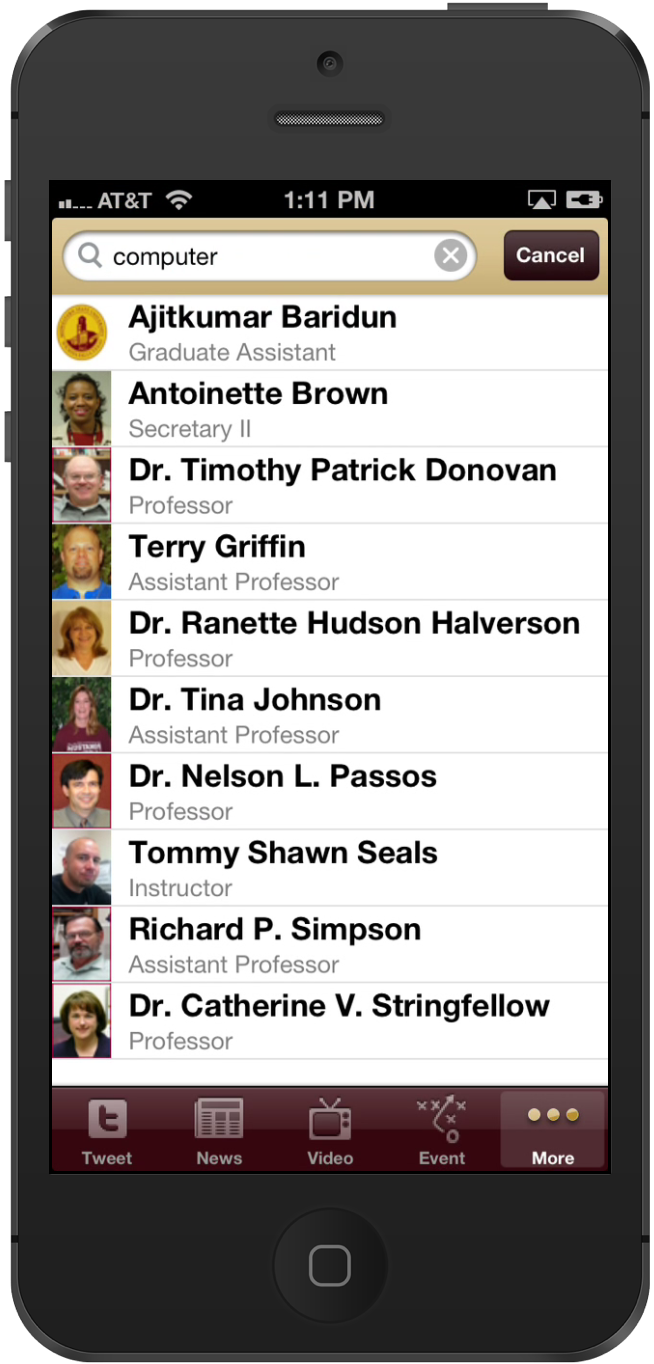 AT&T 1:11 PM
computer Cancel
Ajitkumar Baridun
Graduate Assistant
Antoinette Brown
Secretary II
Dr. Timothy Patrick Donovan
Professor
Terry Griffin
Assistant Professor
Dr. Ranette Hudson Halverson
Professor
Dr. Tina Johnson
Assistant Professor
Dr. Nelson L. Passos
Professor
Tommy Shawn Seals
Instructor
Richard P. Simpson
Assistant Professor
Dr. Catherine V. Stringfellow
Professor
Tweet News Video Event More